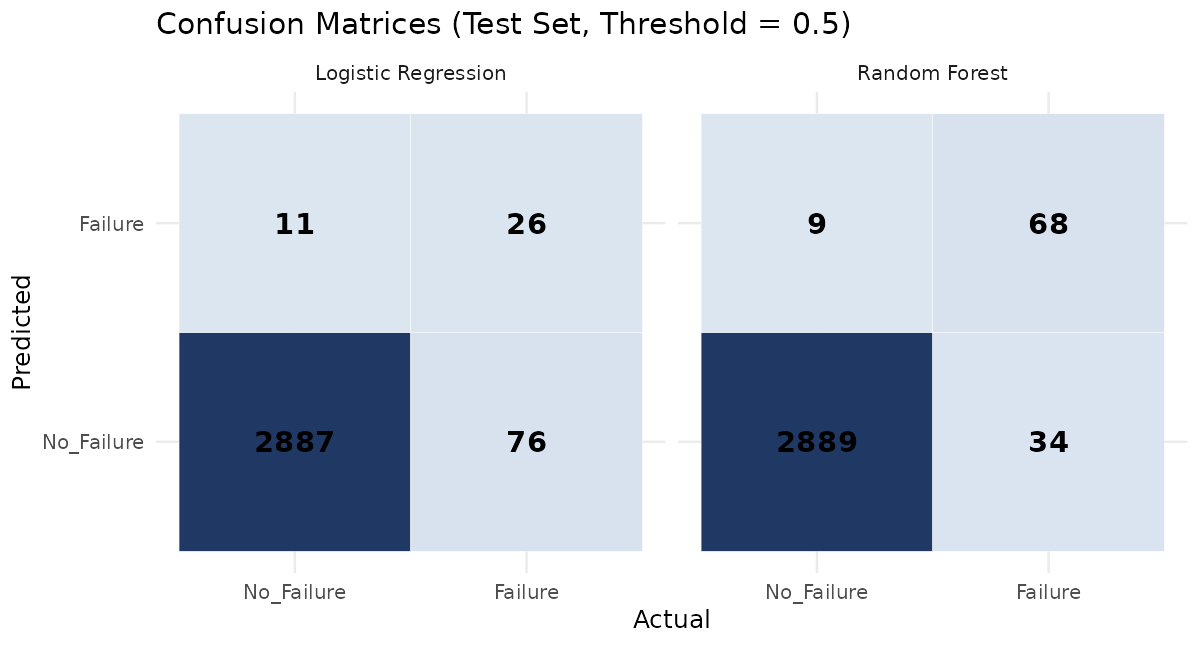 Confusion Matrices (Test Set, Threshold = 0.5)
Logistic Regression
Random Forest
Predicted
Failure
11
26
9
68
No_Failure
2887
76
2889
34
No_Failure
Failure
No_Failure
Failure
Actual